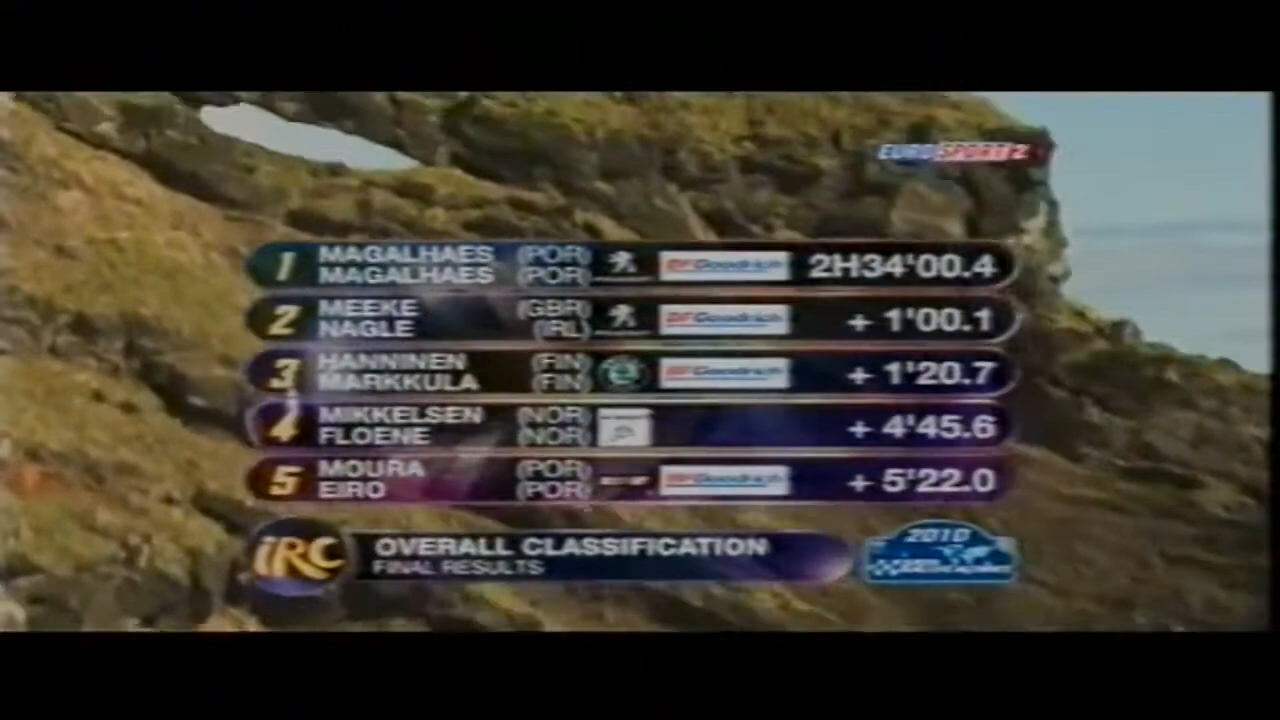 EUROSPORT 2
1 MAGALHAES (POR) BFGoodrich 2H34'00.4
MAGALHAES (POR)
2 MEEKE (GBR) BFGoodrich + 1'00.1
NAGLE (IRL)
3 HANNINEN (FIN) BFGoodrich + 1'20.7
MARKKULA (FIN)
4 MIKKELSEN (NOR) + 4'45.6
FLOENE (NOR)
5 MOURA (POR) BFGoodrich + 5'22.0
EIRO (POR)
iRC OVERALL CLASSIFICATION 2010
FINAL RESULTS